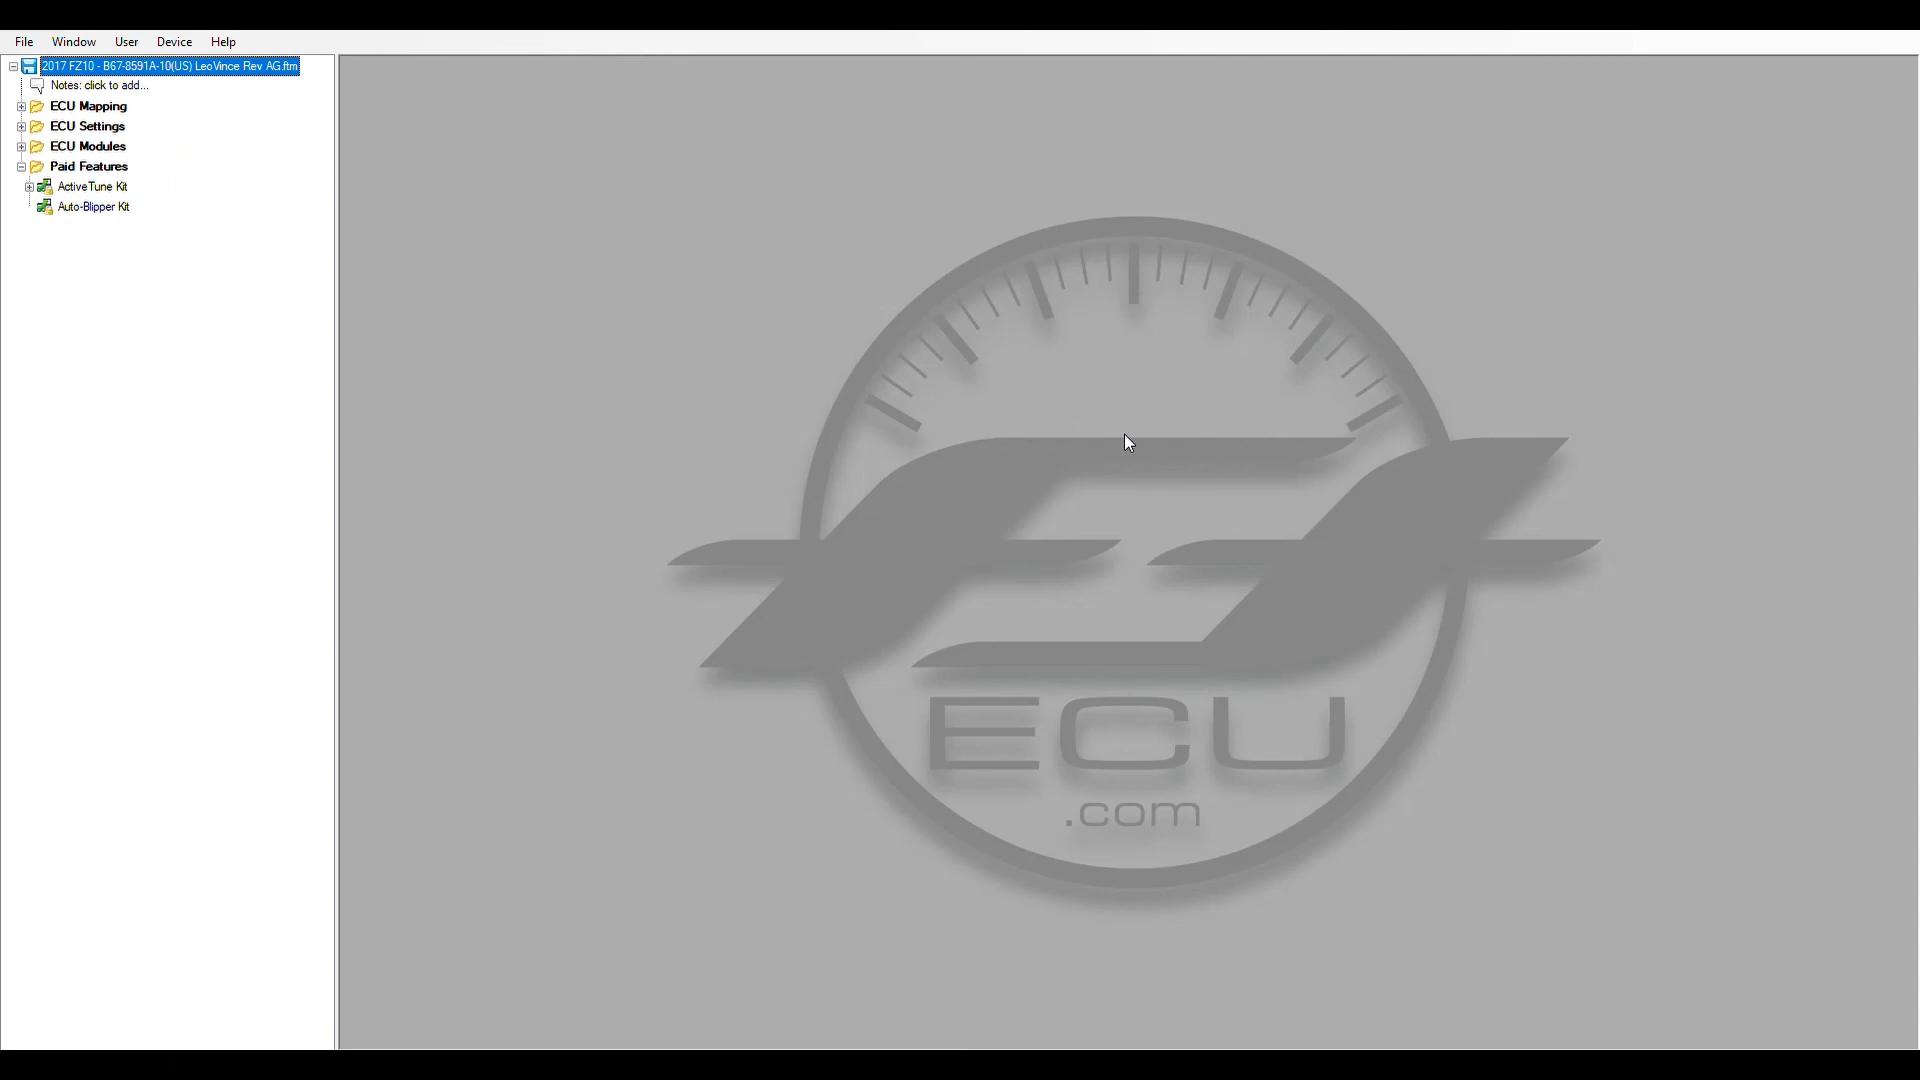 File Window User Device Help
2017 FZ10 - B67-8591A-10(US) LeoVince Rev AG.ftm
Notes: click to add...
ECU Mapping
ECU Settings
ECU Modules
Paid Features
ActiveTune Kit
Auto-Blipper Kit
ECU
.com